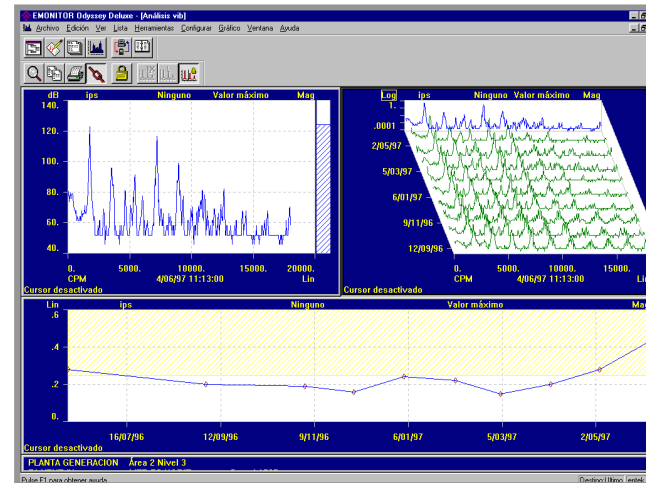 EMONITOR Odyssey Deluxe - [Análisis vib]
Archivo Edición Ver Lista Herramientas Configurar Gráfico Ventana Ayuda
dB ips Ninguno Valor máximo Mag
140.
120.
100.
80.
60.
40.
0. 5000. 10000. 15000. 20000.
CPM 4/06/97 11:13:00 Lin
Cursor desactivado
Log ips Ninguno Valor máximo Mag
1.
.0001
2/05/97
5/03/97
6/01/97
9/11/96
12/09/96
0. 5000. 10000. 15000.
CPM 4/06/97 11:13:00 Li
Cursor desactivado
Lin ips Ninguno Valor máximo Ma
.6
.4
.2
0.
16/07/96 12/09/96 9/11/96 6/01/97 5/03/97 2/05/97
Cursor desactivado
PLANTA GENERACION Área 2 Nivel 3
Pulse F1 para obtener ayuda Destino:Ultimo entek